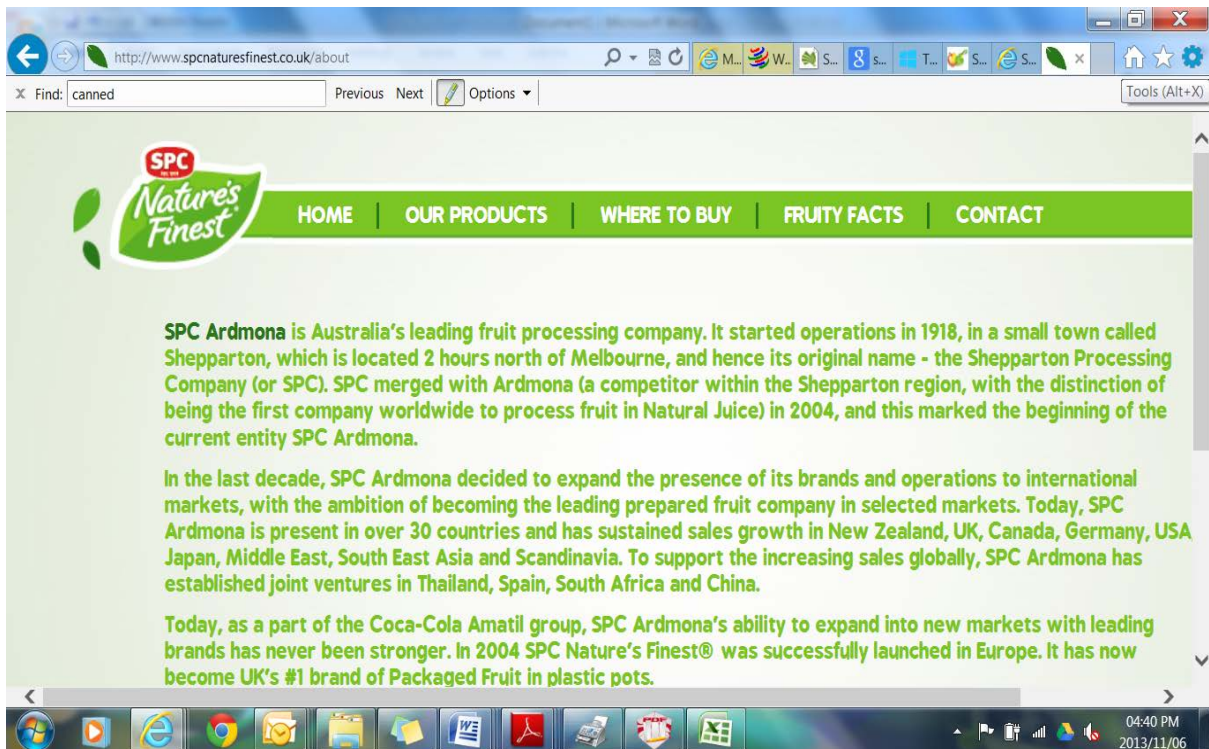 http://www.spcnaturesfinest.co.uk/about
M... W.. S... S... T... S... S...
X Find: canned Previous Next Options
Tools (Alt+X)
SPC
Nature's
Finest
HOME | OUR PRODUCTS | WHERE TO BUY | FRUITY FACTS | CONTACT
SPC Ardmona is Australia's leading fruit processing company. It started operations in 1918, in a small town called
Shepparton, which is located 2 hours north of Melbourne, and hence its original name - the Shepparton Processing
Company (or SPC). SPC merged with Ardmona (a competitor within the Shepparton region, with the distinction of
being the first company worldwide to process fruit in Natural Juice) in 2004, and this marked the beginning of the
current entity SPC Ardmona.
In the last decade, SPC Ardmona decided to expand the presence of its brands and operations to international
markets, with the ambition of becoming the leading prepared fruit company in selected markets. Today, SPC
Ardmona is present in over 30 countries and has sustained sales growth in New Zealand, UK, Canada, Germany, USA
Japan, Middle East, South East Asia and Scandinavia. To support the increasing sales globally, SPC Ardmona has
established joint ventures in Thailand, Spain, South Africa and China.
Today, as a part of the Coca-Cola Amatil group, SPC Ardmona's ability to expand into new markets with leading
brands has never been stronger. In 2004 SPC Nature's Finest® was successfully launched in Europe. It has now
become UK's #1 brand of Packaged Fruit in plastic pots.
04:40 PM
2013/11/06